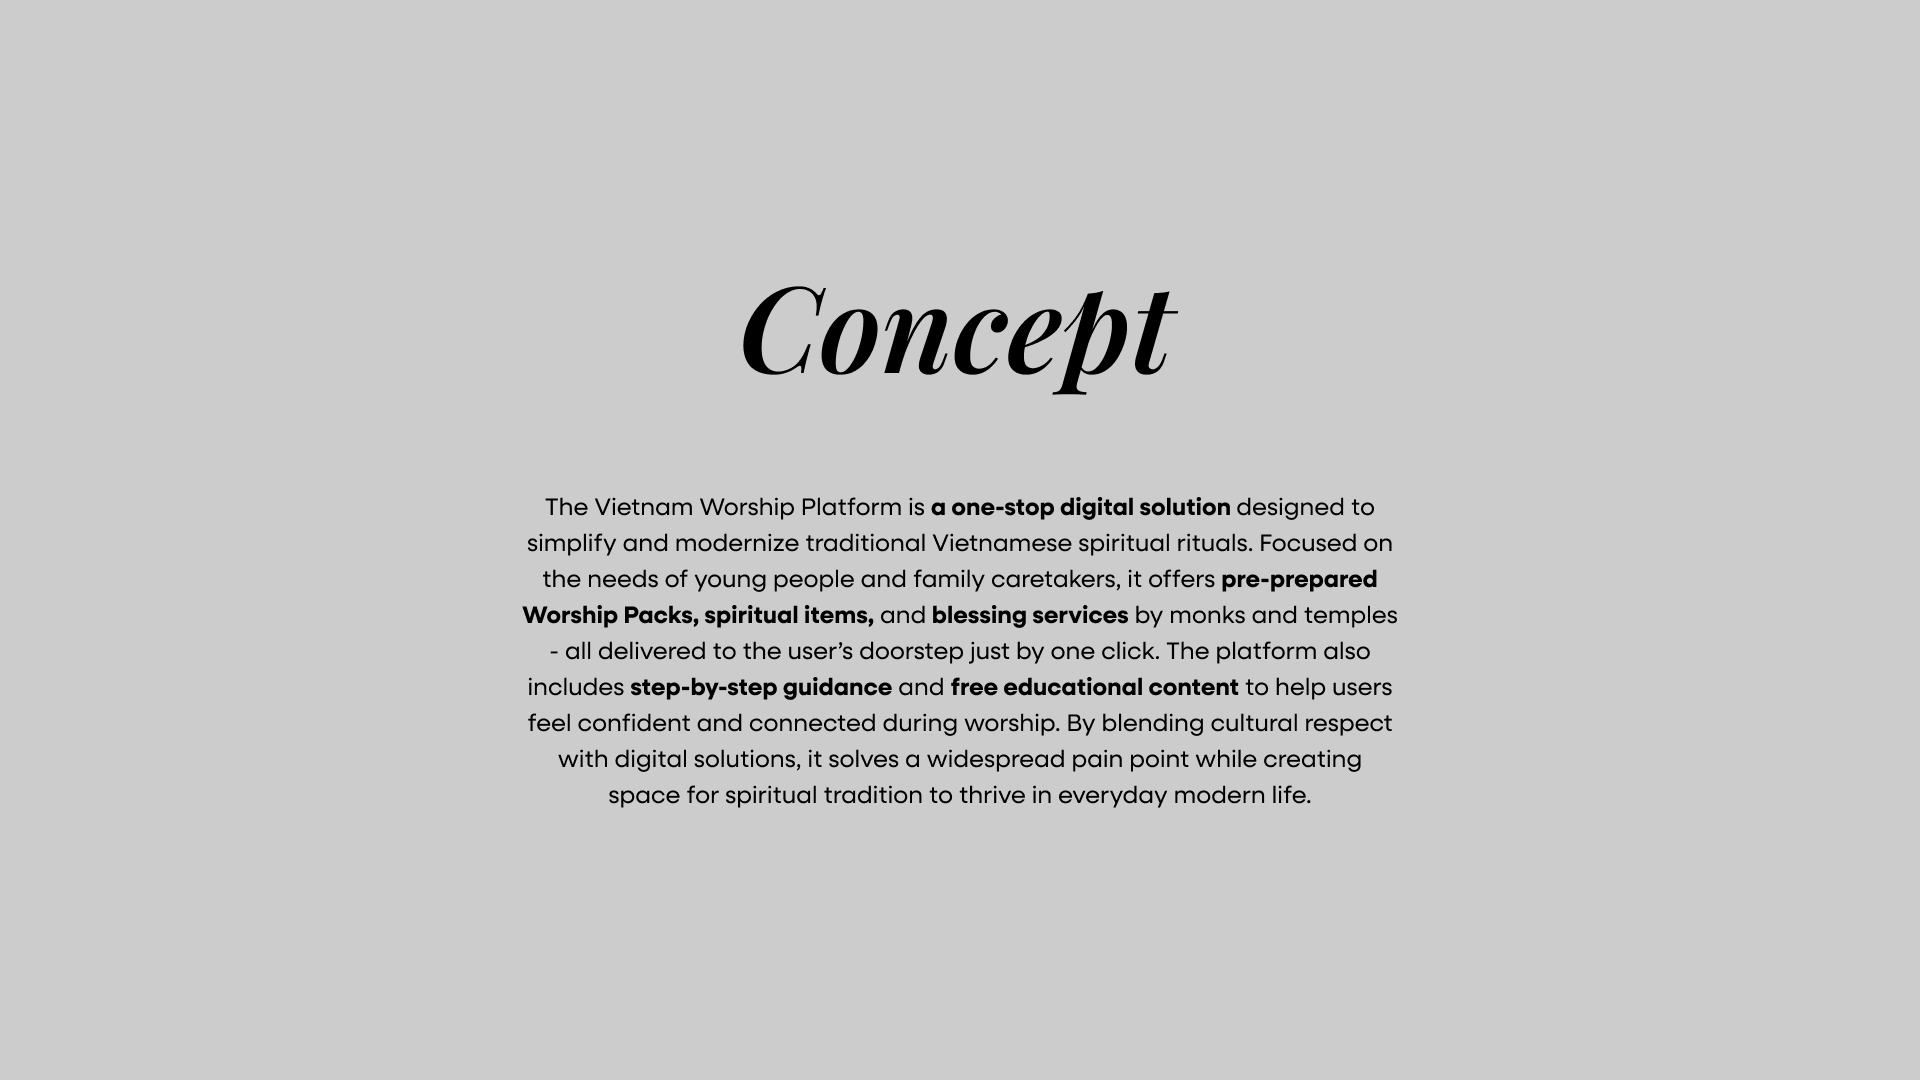 Concept
The Vietnam Worship Platform is a one-stop digital solution designed to
simplify and modernize traditional Vietnamese spiritual rituals. Focused on
the needs of young people and family caretakers, it offers pre-prepared
Worship Packs, spiritual items, and blessing services by monks and temples
- all delivered to the user’s doorstep just by one click. The platform also
includes step-by-step guidance and free educational content to help users
feel confident and connected during worship. By blending cultural respect
with digital solutions, it solves a widespread pain point while creating
space for spiritual tradition to thrive in everyday modern life.